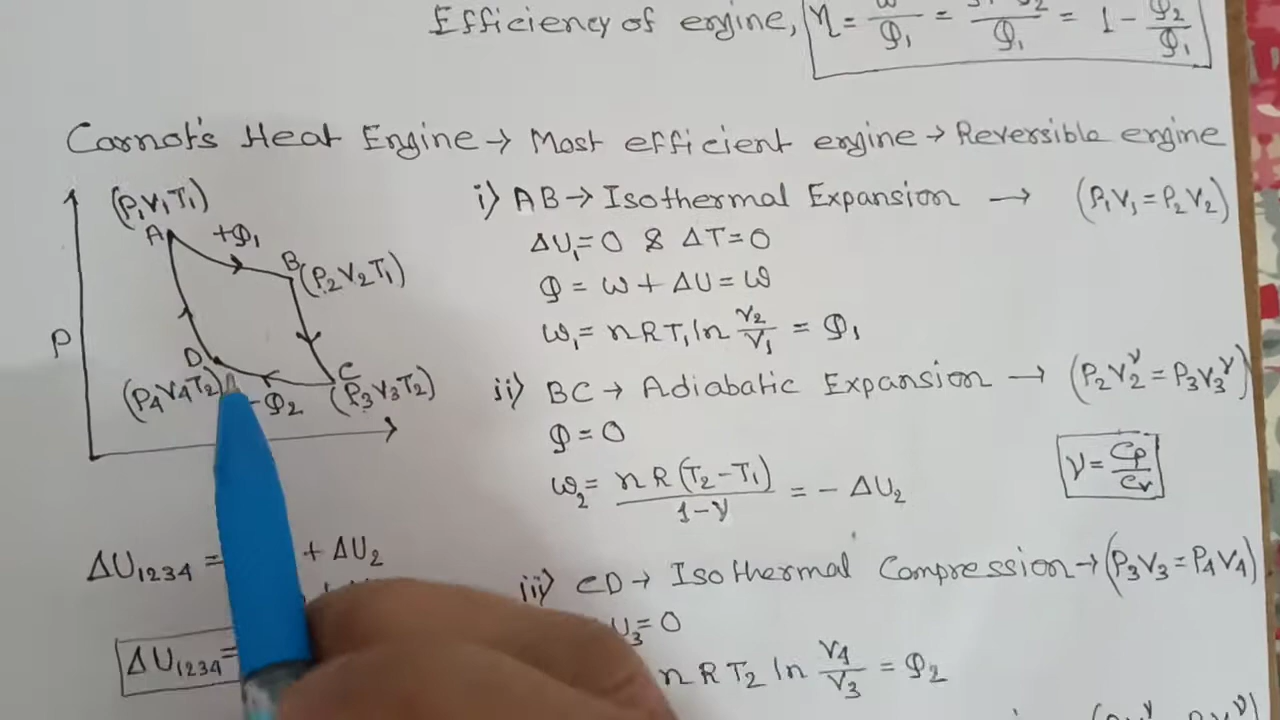 Efficiency of engine, η = w/Q₁ = /Q₁ = 1 - Q₂/Q₁
Carnot's Heat Engine → Most efficient engine → Reversible engine
(P₁V₁T₁)
A
+Q₁
B (P₂V₂T₁)
P
D
(P₄V₄T₂)
-Q₂
C
(P₃V₃T₂)
i) AB → Isothermal Expansion → (P₁V₁ = P₂V₂)
ΔU₁ = 0 & ΔT = 0
Q = w + ΔU = w
w₁ = nRT₁ ln V₂/V₁ = Q₁
ii) BC → Adiabatic Expansion → (P₂V₂^γ = P₃V₃^γ)
Q = 0
γ = Cp/Cv
w₂ = nR(T₂-T₁)/1-γ = - ΔU₂
ΔU₁₂₃₄ = + ΔU₂
ΔU₁₂₃₄ =
iii) CD → Isothermal Compression → (P₃V₃ = P₄V₄)
U₃ = 0
nRT₂ ln V₄/V₃ = Q₂